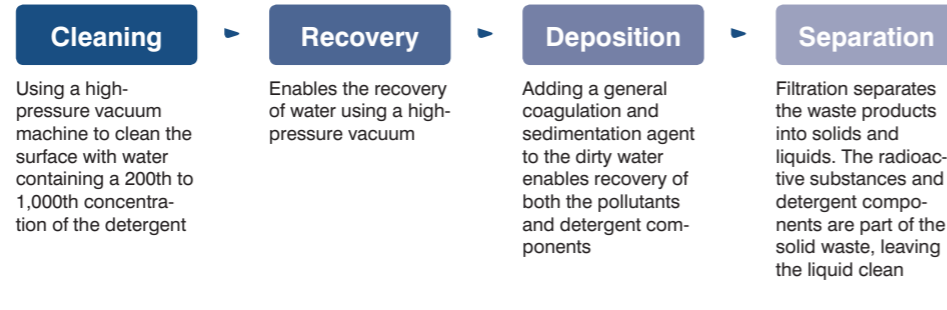 Cleaning
Using a high-
pressure vacuum
machine to clean the
surface with water
containing a 200th to
1,000th concentra-
tion of the detergent
Recovery
Enables the recovery
of water using a high-
pressure vacuum
Deposition
Adding a general
coagulation and
sedimentation agent
to the dirty water
enables recovery of
both the pollutants
and detergent com-
ponents
Separation
Filtration separates
the waste products
into solids and
liquids. The radioac-
tive substances and
detergent compo-
nents are part of the
solid waste, leaving
the liquid clean